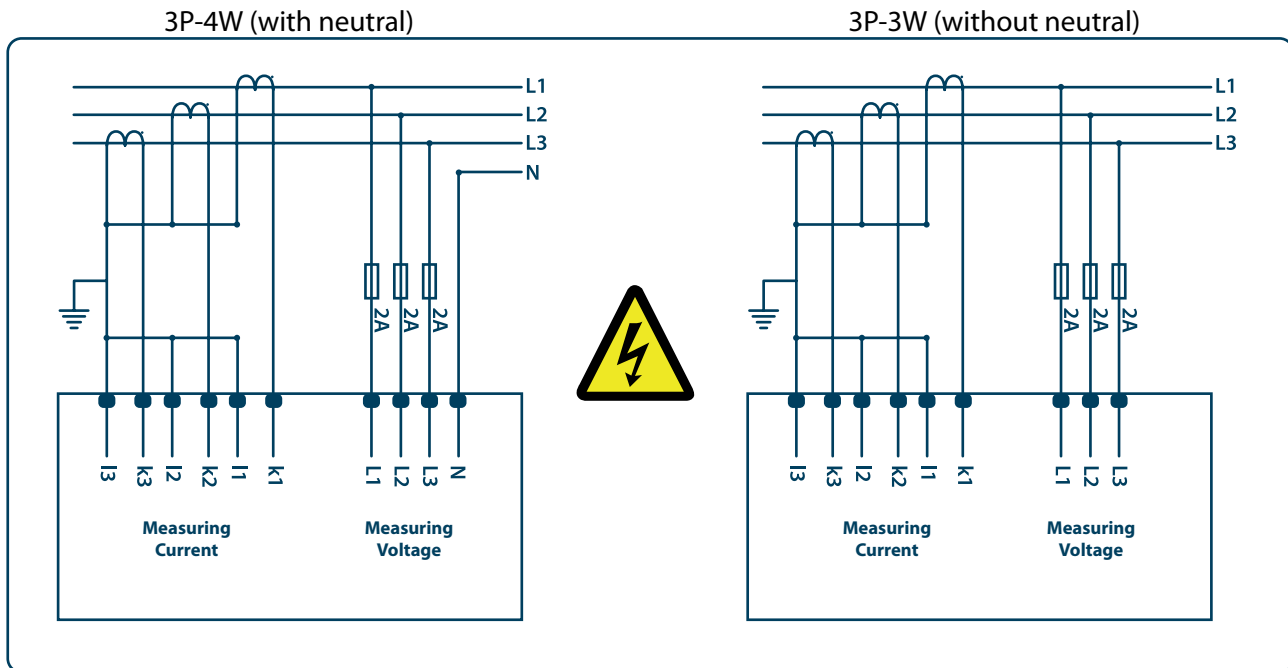 3P-4W (with neutral)
L1
L2
L3
N
2A
2A
2A
l3
k3
l2
k2
l1
k1
L1
L2
L3
N
Measuring
Current
Measuring
Voltage
3P-3W (without neutral)
L1
L2
L3
2A
2A
2A
l3
k3
l2
k2
l1
k1
L1
L2
L3
Measuring
Current
Measuring
Voltage